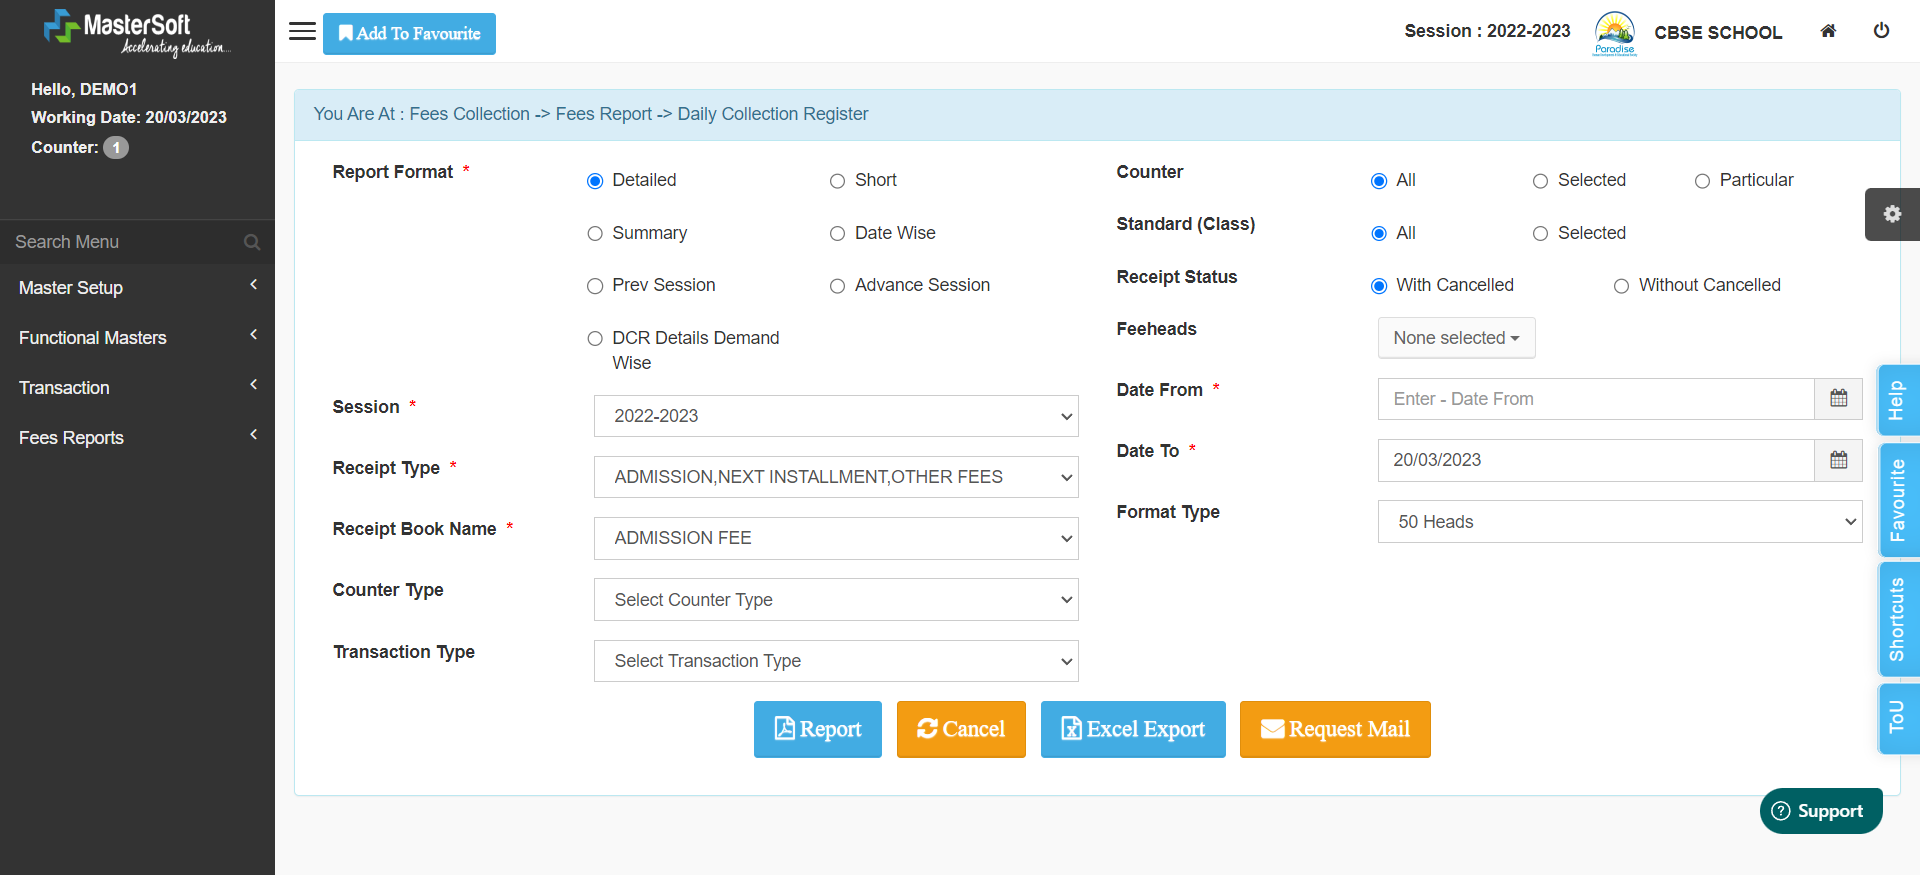 MasterSoft
Accelerating education...
Hello, DEMO1
Working Date: 20/03/2023
Counter: 1
Search Menu
Master Setup
Functional Masters
Transaction
Fees Reports
Add To Favourite
Session : 2022-2023
Paradise
CBSE SCHOOL
You Are At : Fees Collection -> Fees Report -> Daily Collection Register
Report Format *
Detailed
Short
Summary
Date Wise
Prev Session
Advance Session
DCR Details Demand
Wise
Session *
2022-2023
Receipt Type *
ADMISSION,NEXT INSTALLMENT,OTHER FEES
Receipt Book Name *
ADMISSION FEE
Counter Type
Select Counter Type
Transaction Type
Select Transaction Type
Counter
All
Selected
Particular
Standard (Class)
All
Selected
Receipt Status
With Cancelled
Without Cancelled
Feeheads
None selected
Date From *
Enter - Date From
Date To *
20/03/2023
Format Type
50 Heads
Report
Cancel
Excel Export
Request Mail
Help
Favourite
Shortcuts
ToU
Support